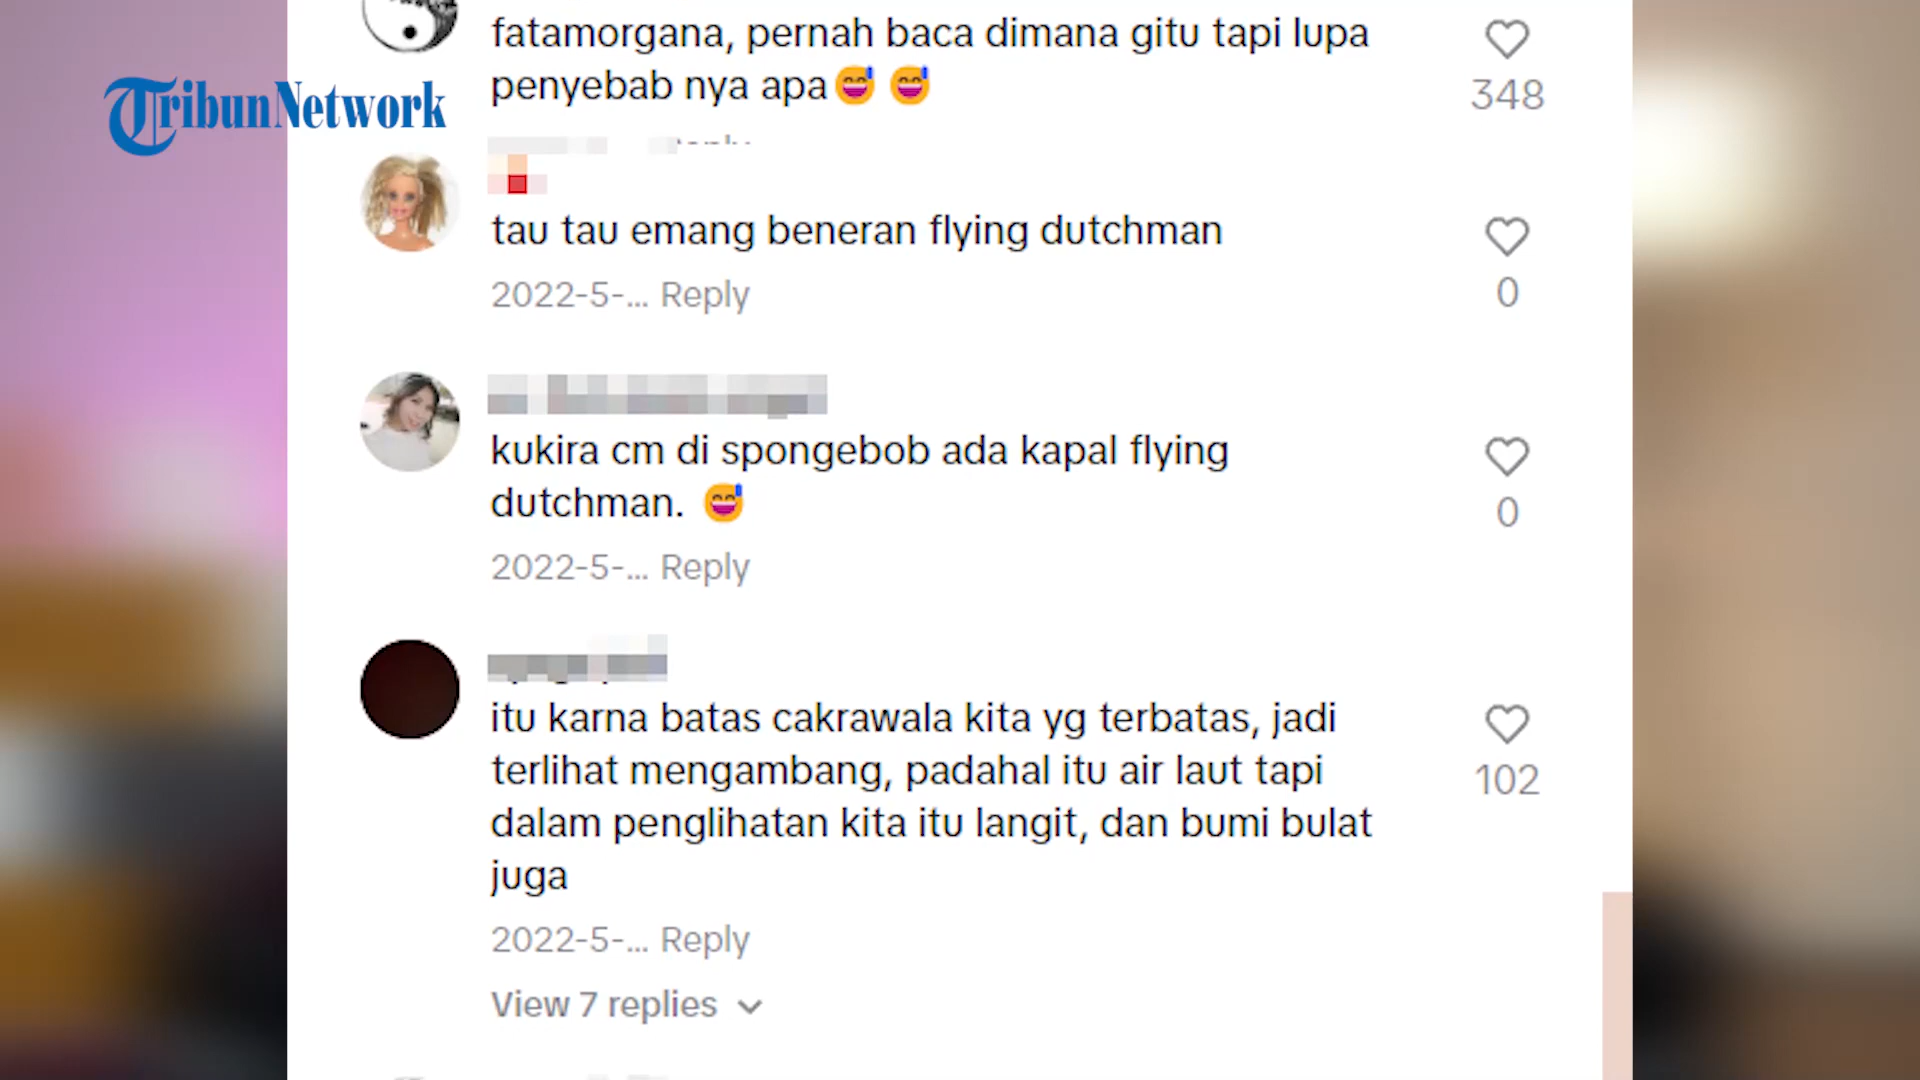 fatamorgana, pernah baca dimana gitu tapi lupa
penyebab nya apa😅 😅
348
TribunNetwork
tau tau emang beneran flying dutchman
0
2022-5-... Reply
kukira cm di spongebob ada kapal flying
dutchman. 😅
0
2022-5-... Reply
itu karna batas cakrawala kita yg terbatas, jadi
terlihat mengambang, padahal itu air laut tapi
dalam penglihatan kita itu langit, dan bumi bulat
juga
102
2022-5-... Reply
View 7 replies